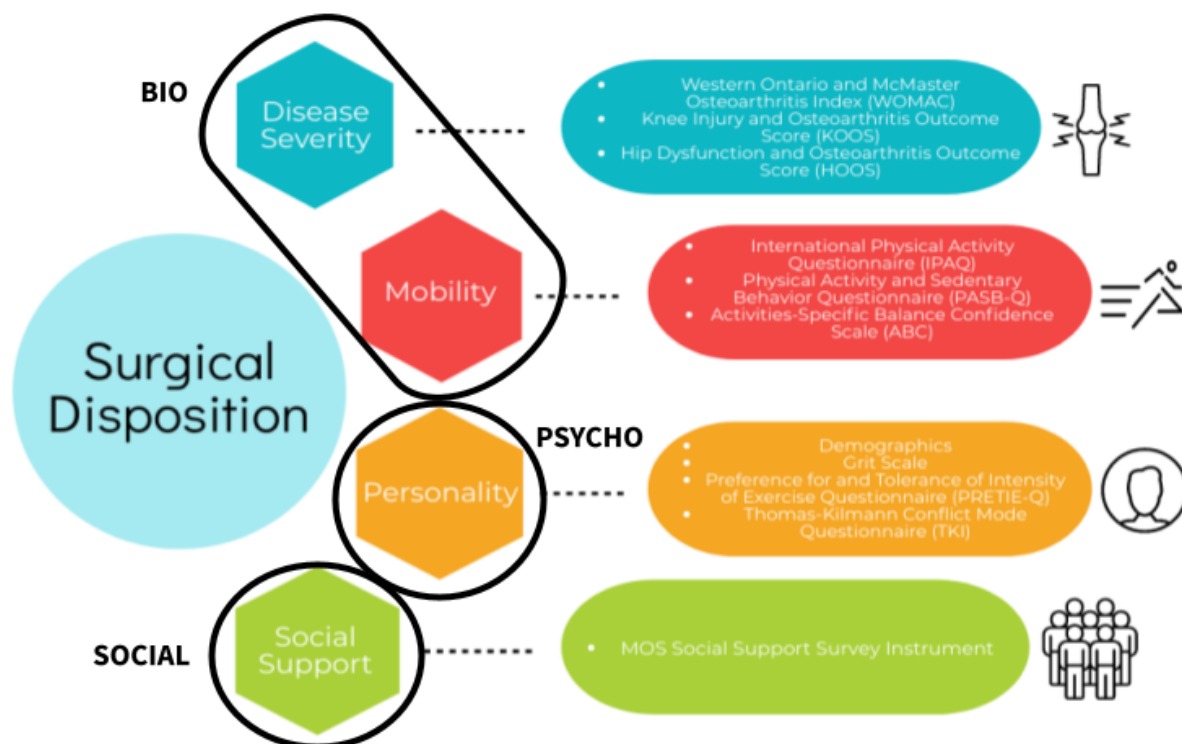 BIO
Disease
Severity
• Western Ontario and McMaster
Osteoarthritis Index (WOMAC)
• Knee Injury and Osteoarthritis Outcome
Score (KOOS)
• Hip Dysfunction and Osteoarthritis Outcome
Score (HOOS)
Mobility
• International Physical Activity
Questionnaire (IPAQ)
• Physical Activity and Sedentary
Behavior Questionnaire (PASB-Q)
• Activities-Specific Balance Confidence
Scale (ABC)
Surgical
Disposition
PSYCHO
Personality
• Demographics
• Grit Scale
• Preference for and Tolerance of Intensity
of Exercise Questionnaire (PRETIE-Q)
• Thomas-Kilmann Conflict Mode
Questionnaire (TKI)
SOCIAL
Social
Support
• MOS Social Support Survey Instrument